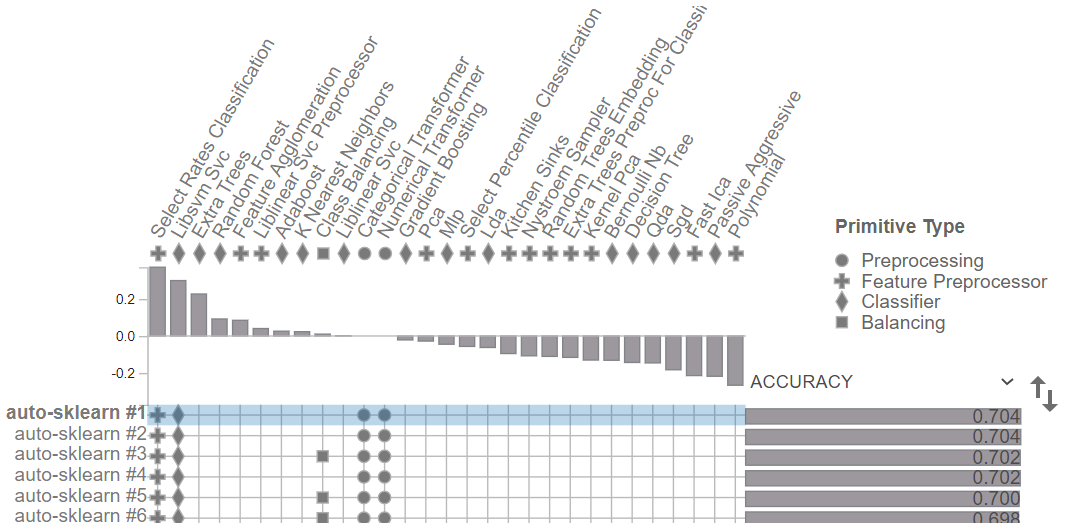 Select Rates Classification
Libsvm Svc
Extra Trees
Random Forest
Feature Agglomeration
Liblinear Svc Preprocessor
Adaboost
K Nearest Neighbors
Class Balancing
Liblinear Svc
Categorical Transformer
Numerical Transformer
Gradient Boosting
Pca
Mlp
Select Percentile Classification
Lda
Kitchen Sinks
Nystroem Sampler
Random Trees Embedding
Extra Trees Preproc For Classi
Kernel Pca
Bernoulli Nb
Decision Tree
Qda
Sgd
Fast Ica
Passive Aggressive
Polynomial
Primitive Type
Preprocessing
Feature Preprocessor
Classifier
Balancing
0.2
0.0
-0.2
ACCURACY
auto-sklearn #1 0.704
auto-sklearn #2 0.704
auto-sklearn #3 0.702
auto-sklearn #4 0.702
auto-sklearn #5 0.700
auto-sklearn #6 0.698